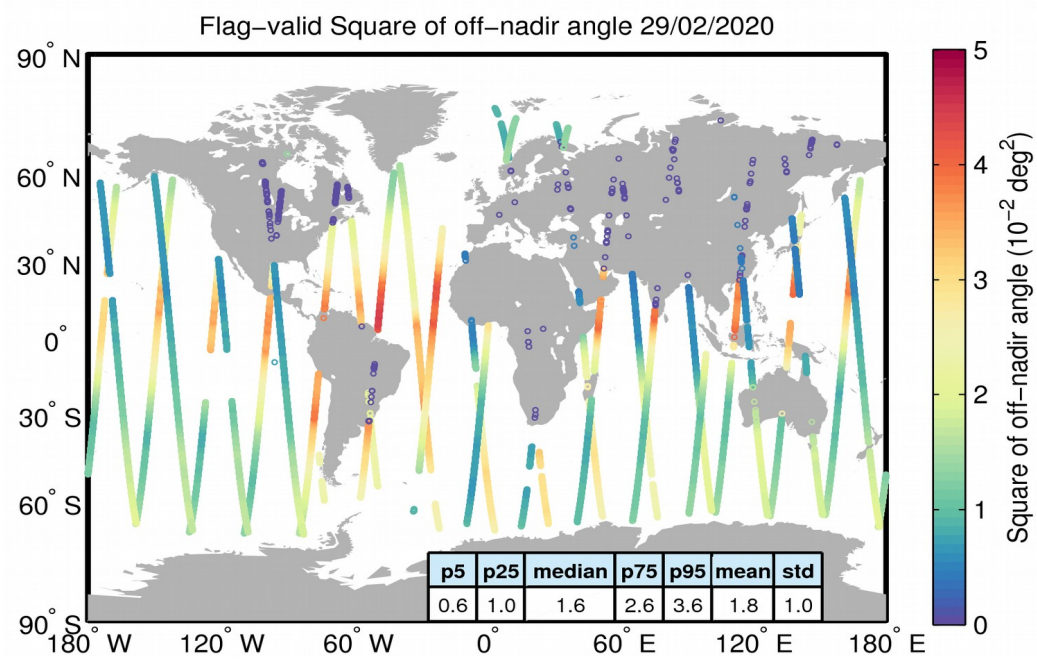 Flag−valid Square of off−nadir angle 29/02/2020
90° N
60° N
30° N
0°
30° S
60° S
90° S
180° W
120° W
60° W
0°
60° E
120° E
180° E
p5 p25 median p75 p95 mean std
0.6 1.0 1.6 2.6 3.6 1.8 1.0
5
4
3
2
1
0
Square of off−nadir angle (10⁻² deg²)